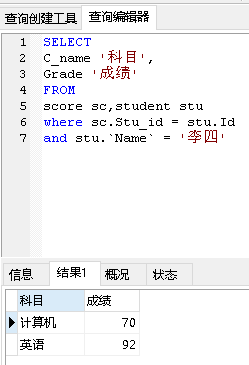 查询创建工具 查询编辑器
1 SELECT
2 C_name '科目',
3 Grade '成绩'
4 FROM
5 score sc,student stu
6 where sc.Stu_id = stu.Id
7 and stu.`Name` = '李四'
信息 结果1 概况 状态
科目 成绩
计算机 70
英语 92